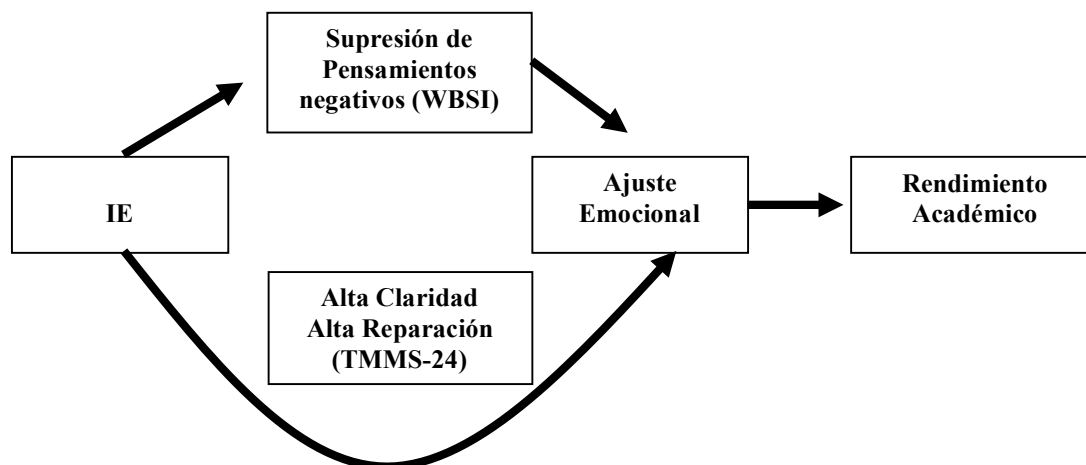 Supresión de
Pensamientos
negativos (WBSI)
IE
Ajuste
Emocional
Rendimiento
Académico
Alta Claridad
Alta Reparación
(TMMS-24)